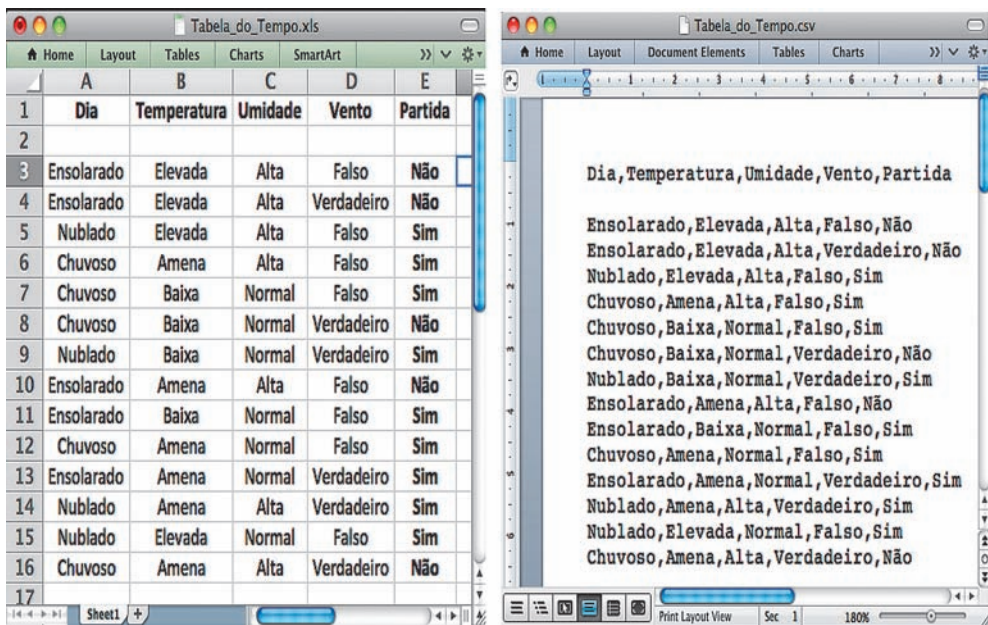 Tabela_do_Tempo.xls
Home Layout Tables Charts SmartArt
A B C D E
1 Dia Temperatura Umidade Vento Partida
2
3 Ensolarado Elevada Alta Falso Não
4 Ensolarado Elevada Alta Verdadeiro Não
5 Nublado Elevada Alta Falso Sim
6 Chuvoso Amena Alta Falso Sim
7 Chuvoso Baixa Normal Falso Sim
8 Chuvoso Baixa Normal Verdadeiro Não
9 Nublado Baixa Normal Verdadeiro Sim
10 Ensolarado Amena Alta Falso Não
11 Ensolarado Baixa Normal Falso Sim
12 Chuvoso Amena Normal Falso Sim
13 Ensolarado Amena Normal Verdadeiro Sim
14 Nublado Amena Alta Verdadeiro Sim
15 Nublado Elevada Normal Falso Sim
16 Chuvoso Amena Alta Verdadeiro Não
17
Sheet1
Tabela_do_Tempo.csv
Home Layout Document Elements Tables Charts
1 2 3 4 5 6 7 8
Dia,Temperatura,Umidade,Vento,Partida
Ensolarado,Elevada,Alta,Falso,Não
Ensolarado,Elevada,Alta,Verdadeiro,Não
Nublado,Elevada,Alta,Falso,Sim
Chuvoso,Amena,Alta,Falso,Sim
Chuvoso,Baixa,Normal,Falso,Sim
Chuvoso,Baixa,Normal,Verdadeiro,Não
Nublado,Baixa,Normal,Verdadeiro,Sim
Ensolarado,Amena,Alta,Falso,Não
Ensolarado,Baixa,Normal,Falso,Sim
Chuvoso,Amena,Normal,Falso,Sim
Ensolarado,Amena,Normal,Verdadeiro,Sim
Nublado,Amena,Alta,Verdadeiro,Sim
Nublado,Elevada,Normal,Falso,Sim
Chuvoso,Amena,Alta,Verdadeiro,Não
Print Layout View Sec 1 180%